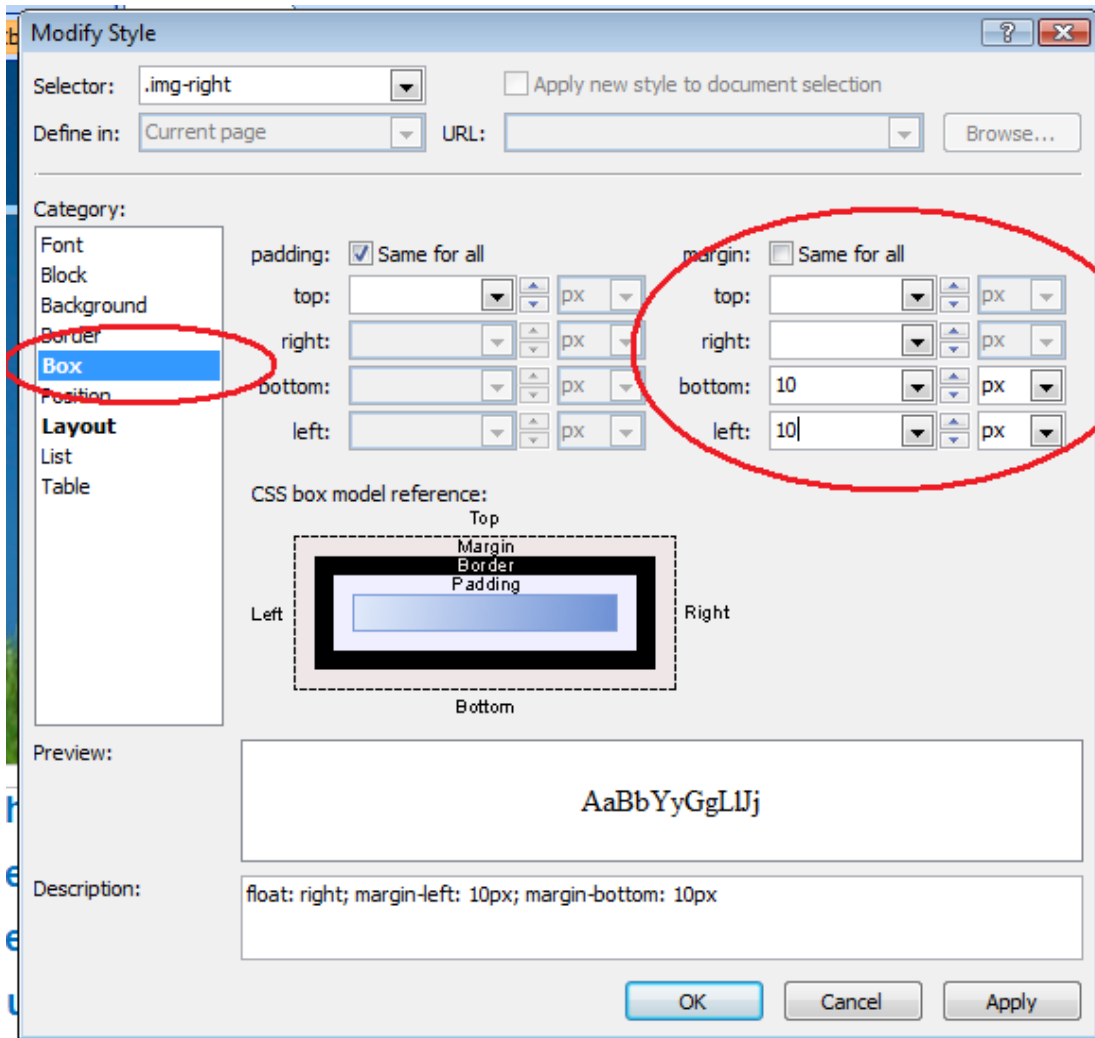 Modify Style
Selector: .img-right Apply new style to document selection
Define in: Current page URL: Browse...
Category:
Font
Block
Background
Border
Box
Position
Layout
List
Table
padding: Same for all
top: px
right: px
bottom: px
left: px
margin: Same for all
top: px
right: px
bottom: 10 px
left: 10 px
CSS box model reference:
Top
Margin
Border
Padding
Left
Right
Bottom
Preview:
AaBbYyGgLlJj
Description:
float: right; margin-left: 10px; margin-bottom: 10px
OK Cancel Apply